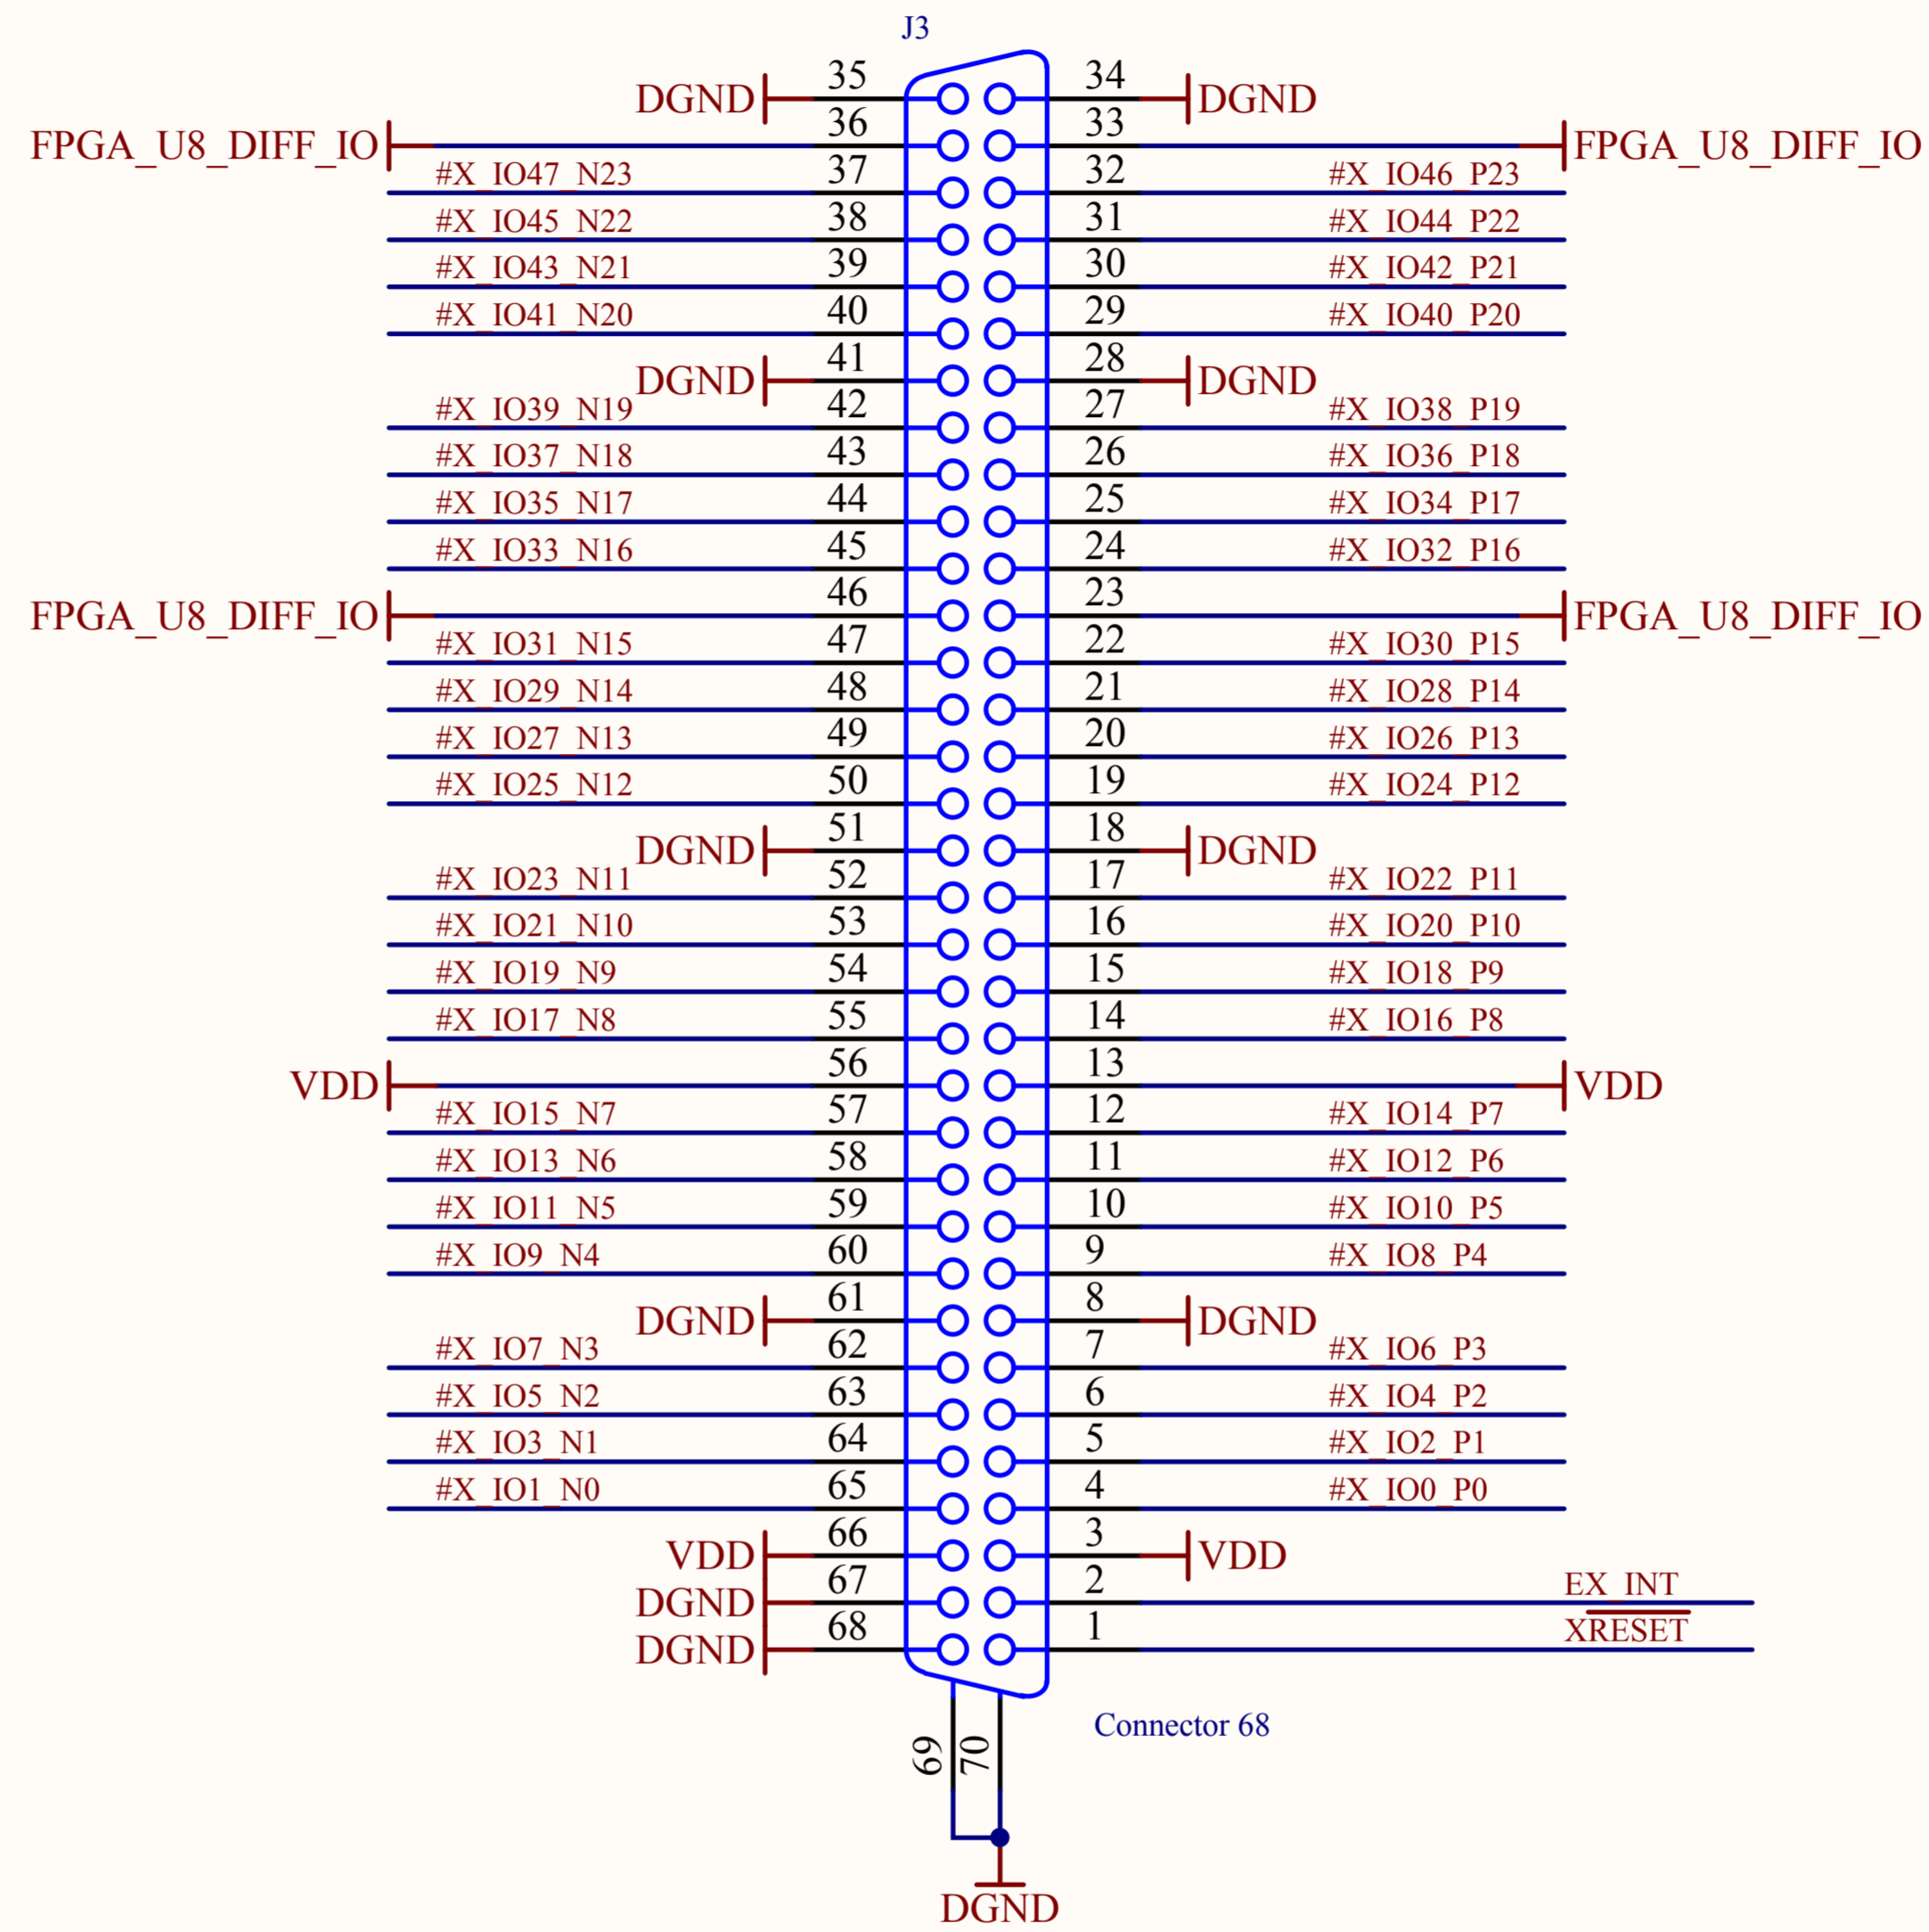 J3
DGND 35 34 DGND
FPGA_U8_DIFF_IO 36 33 FPGA_U8_DIFF_IO
#X_IO47_N23 37 32 #X_IO46_P23
#X_IO45_N22 38 31 #X_IO44_P22
#X_IO43_N21 39 30 #X_IO42_P21
#X_IO41_N20 40 29 #X_IO40_P20
DGND 41 28 DGND
#X_IO39_N19 42 27 #X_IO38_P19
#X_IO37_N18 43 26 #X_IO36_P18
#X_IO35_N17 44 25 #X_IO34_P17
#X_IO33_N16 45 24 #X_IO32_P16
FPGA_U8_DIFF_IO 46 23 FPGA_U8_DIFF_IO
#X_IO31_N15 47 22 #X_IO30_P15
#X_IO29_N14 48 21 #X_IO28_P14
#X_IO27_N13 49 20 #X_IO26_P13
#X_IO25_N12 50 19 #X_IO24_P12
DGND 51 18 DGND
#X_IO23_N11 52 17 #X_IO22_P11
#X_IO21_N10 53 16 #X_IO20_P10
#X_IO19_N9 54 15 #X_IO18_P9
#X_IO17_N8 55 14 #X_IO16_P8
VDD 56 13 VDD
#X_IO15_N7 57 12 #X_IO14_P7
#X_IO13_N6 58 11 #X_IO12_P6
#X_IO11_N5 59 10 #X_IO10_P5
#X_IO9_N4 60 9 #X_IO8_P4
DGND 61 8 DGND
#X_IO7_N3 62 7 #X_IO6_P3
#X_IO5_N2 63 6 #X_IO4_P2
#X_IO3_N1 64 5 #X_IO2_P1
#X_IO1_N0 65 4 #X_IO0_P0
VDD 66 3 VDD
DGND 67 2 EX_INT
DGND 68 1 XRESET
Connector 68
69 70
DGND